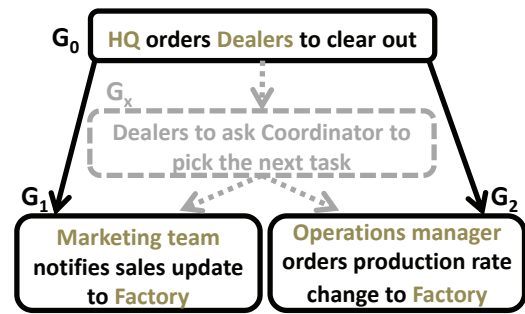 G0
HQ orders Dealers to clear out
Gx
Dealers to ask Coordinator to
pick the next task
G1
G2
Marketing team
notifies sales update
to Factory
Operations manager
orders production rate
change to Factory